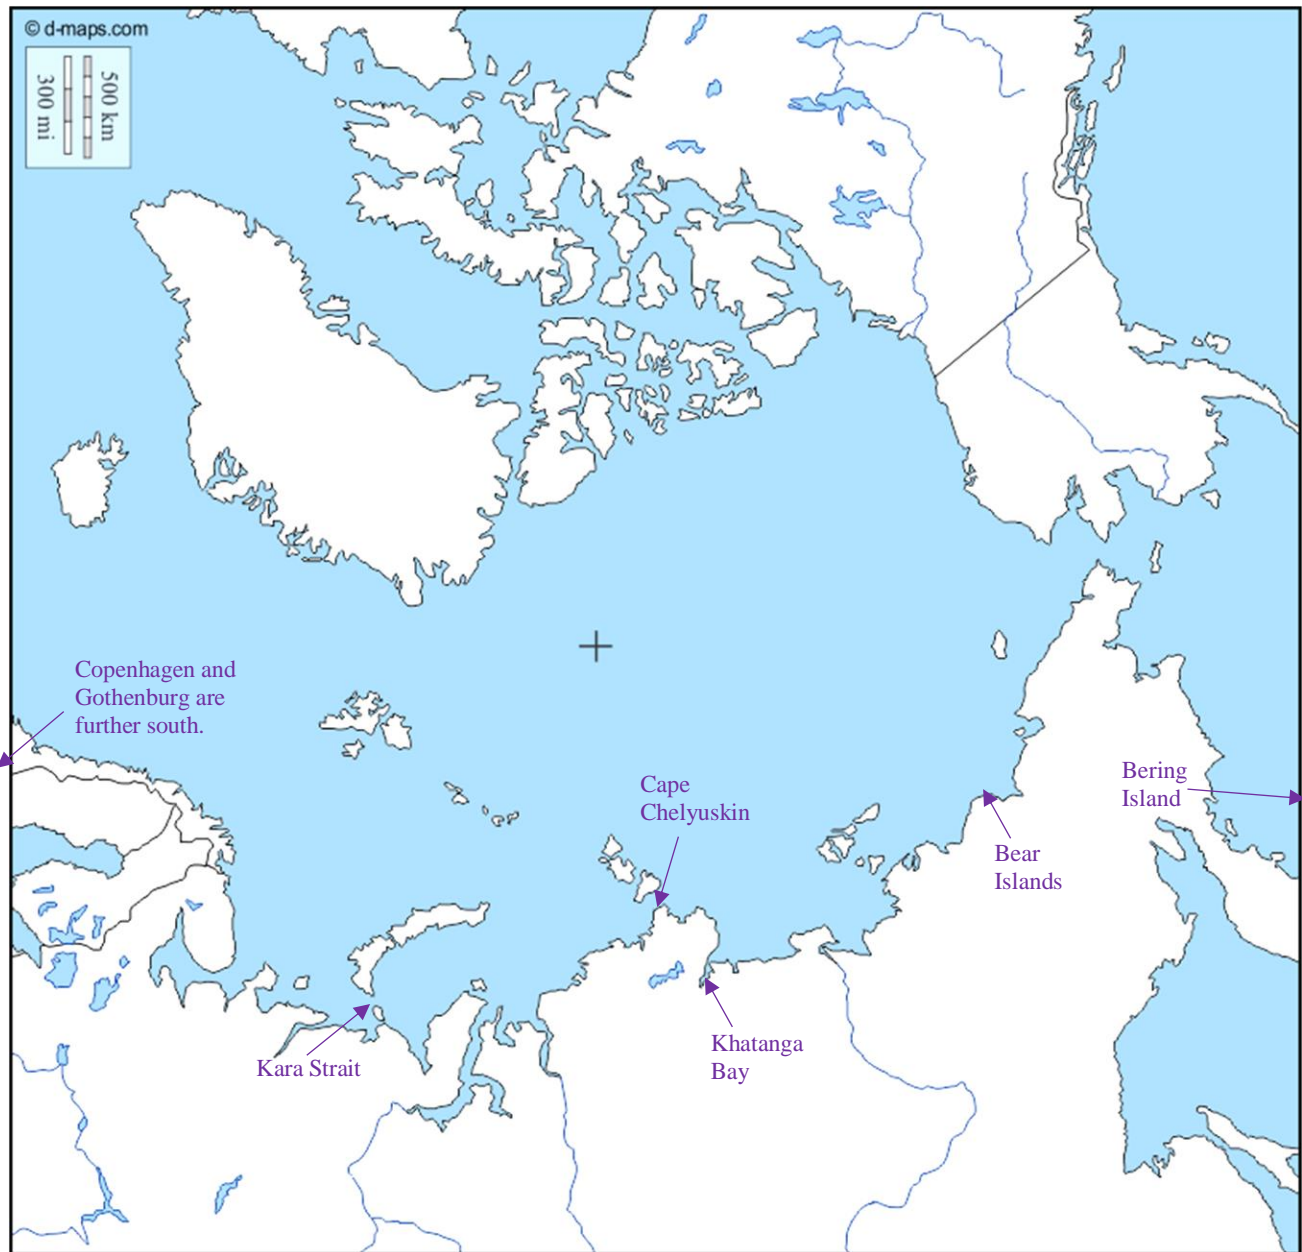 © d-maps.com
500 km
300 mi
Copenhagen and
Gothenburg are
further south.
Cape
Chelyuskin
Bering
Island
Bear
Islands
Khatanga
Bay
Kara Strait